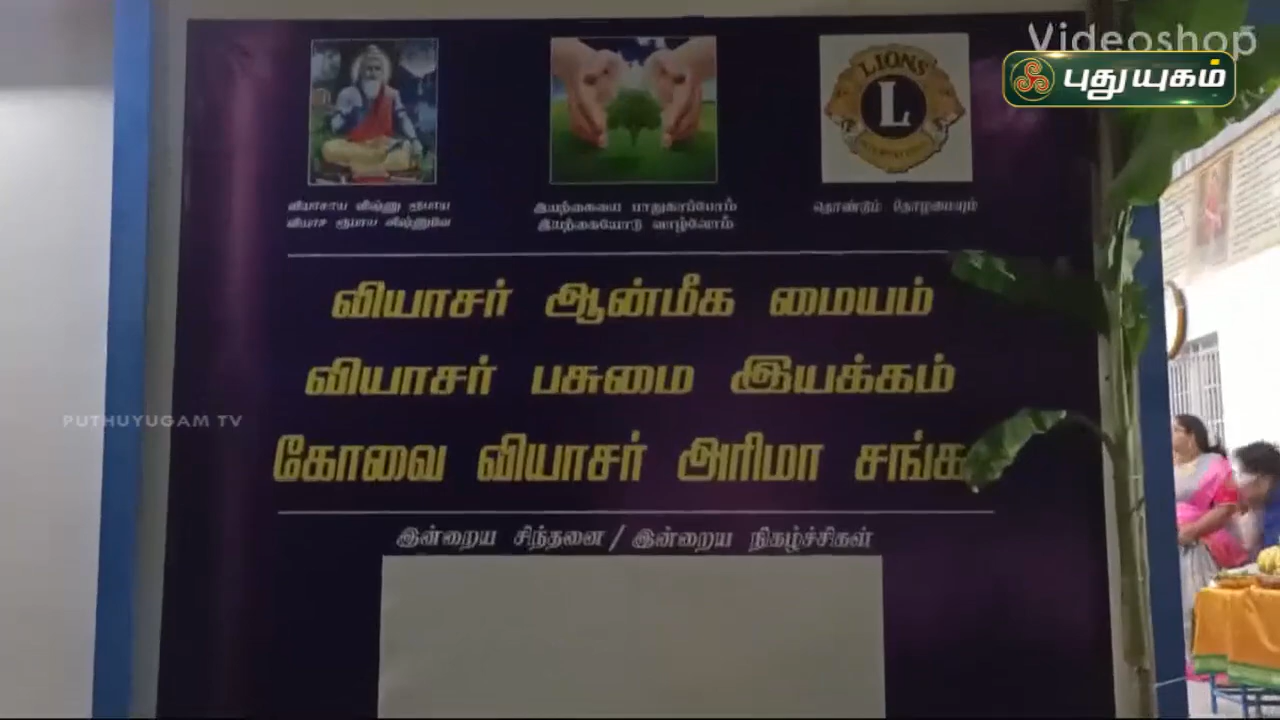 Videoshop
புதுயுகம்
LIONS
L
வியாசாய விஷ்ணு ரூபாய
வியாச ரூபாய விஷ்ணுவே
இயற்கையை பாதுகாப்போம்
இயற்கையோடு வாழ்வோம்
தொண்டும் தோழமையும்
வியாசர் ஆன்மீக மையம்
வியாசர் பசுமை இயக்கம்
கோவை வியாசர் அரிமா
PUTHUYUGAM TV
இன்றைய சிந்தனை / இன்றைய நிகழ்ச்சிகள்